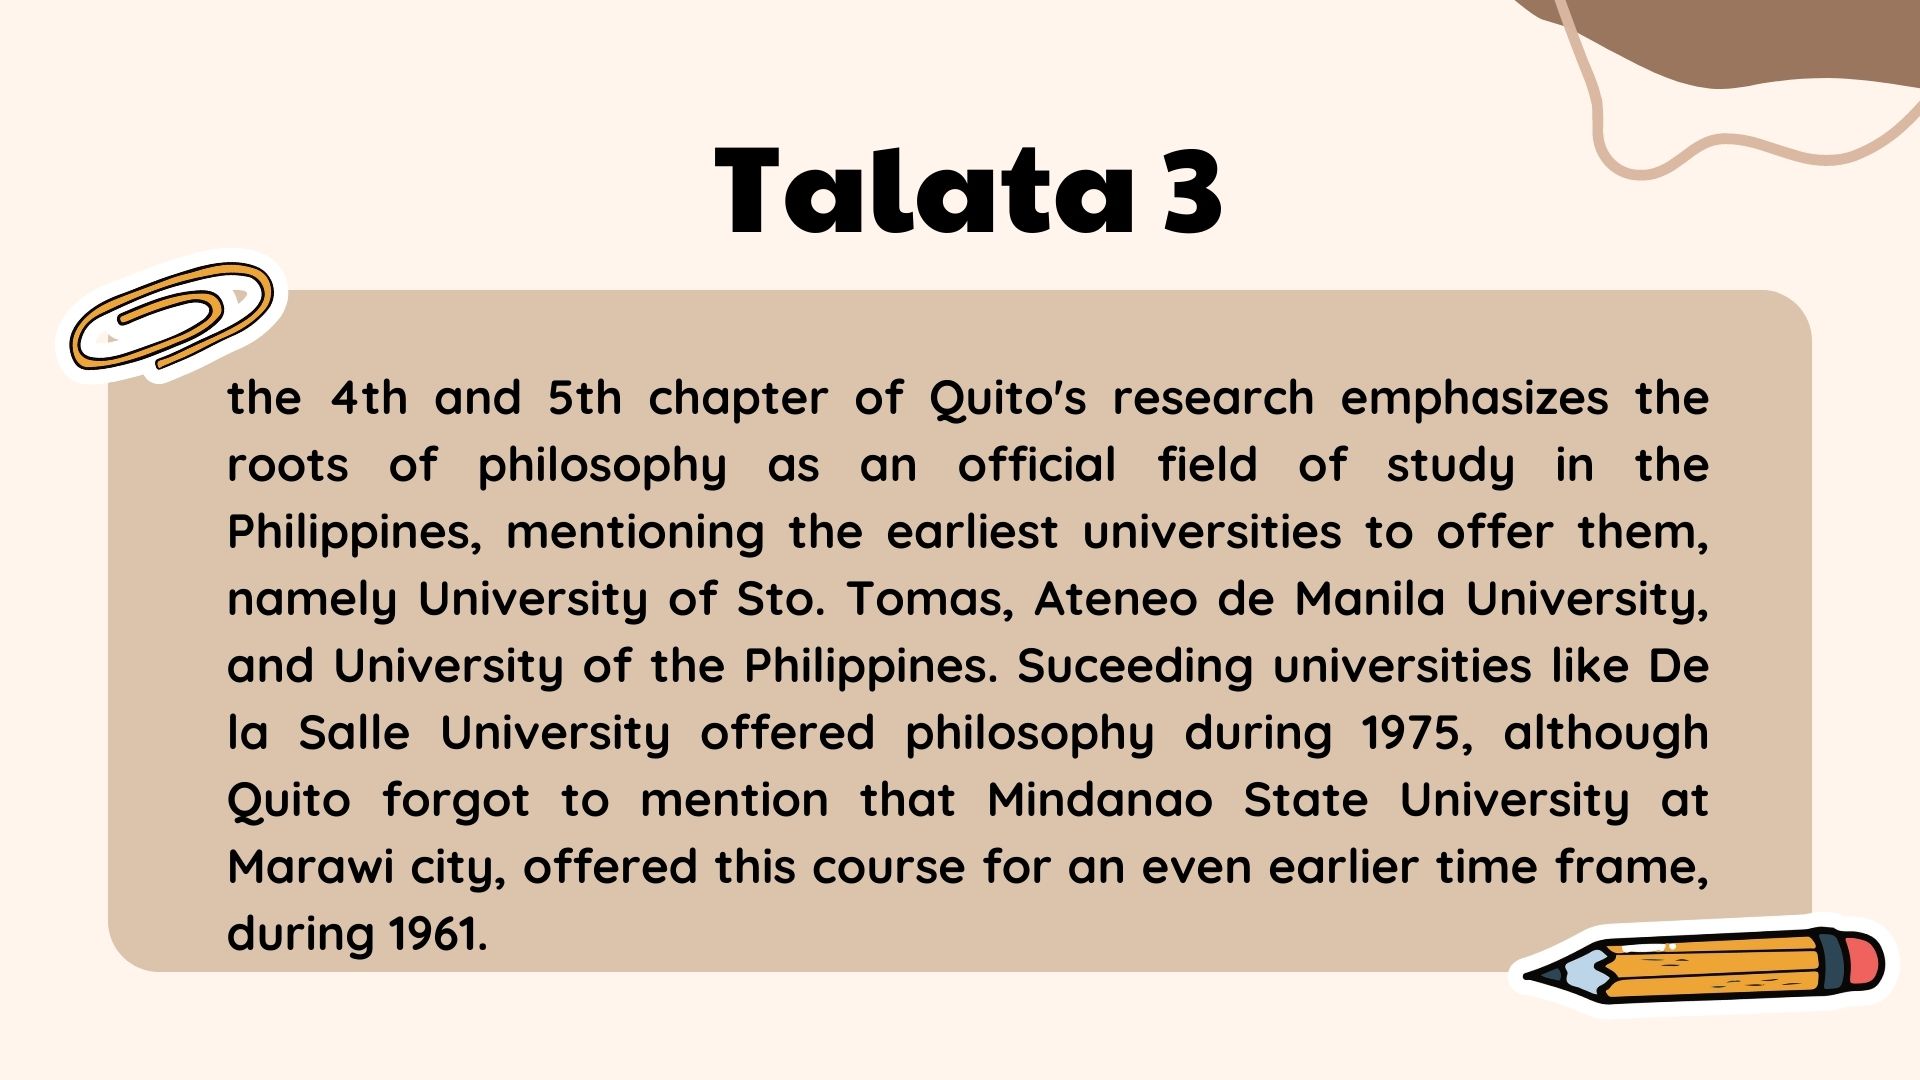 Talata 3
the 4th and 5th chapter of Quito's research emphasizes the
roots of philosophy as an official field of study in the
Philippines, mentioning the earliest universities to offer them,
namely University of Sto. Tomas, Ateneo de Manila University,
and University of the Philippines. Suceeding universities like De
la Salle University offered philosophy during 1975, although
Quito forgot to mention that Mindanao State University at
Marawi city, offered this course for an even earlier time frame,
during 1961.